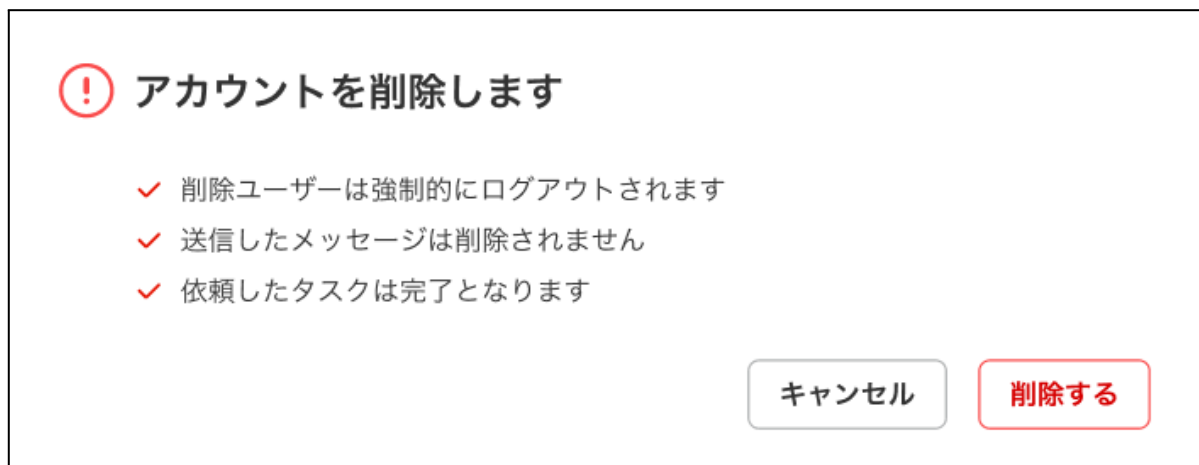 アカウントを削除します
削除ユーザーは強制的にログアウトされます
送信したメッセージは削除されません
依頼したタスクは完了となります
キャンセル 削除する